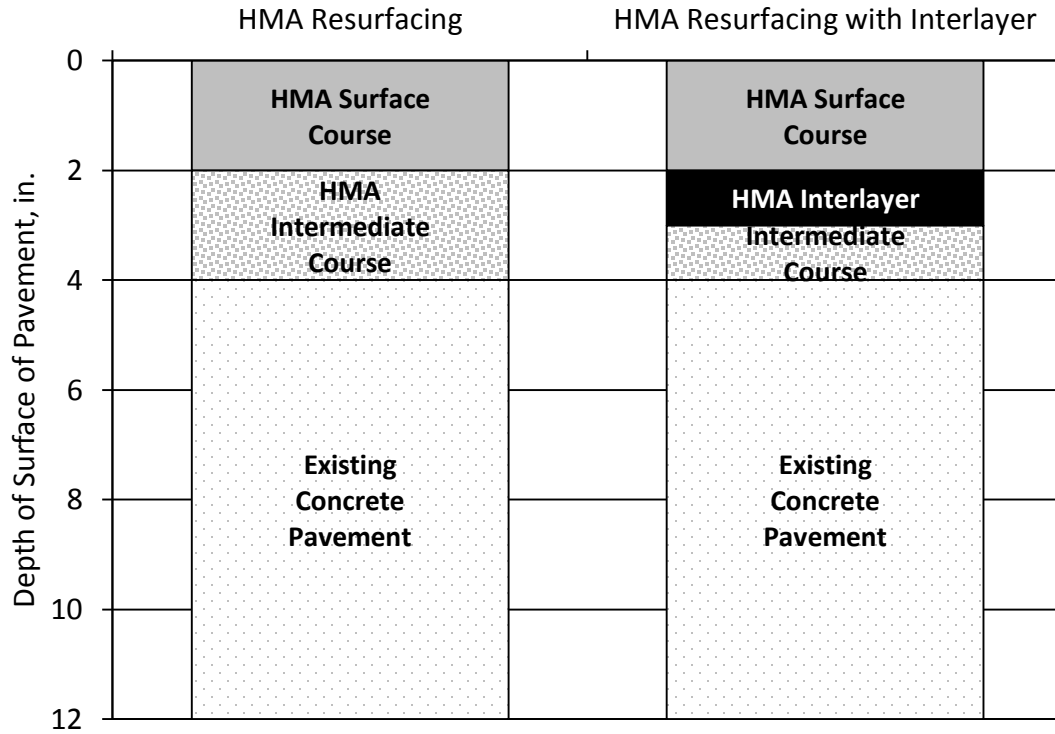 HMA Resurfacing
HMA Resurfacing with Interlayer
Depth of Surface of Pavement, in.
0
2
4
6
8
10
12
HMA Surface
Course
HMA
Intermediate
Course
Existing
Concrete
Pavement
HMA Surface
Course
HMA Interlayer
Intermediate
Course
Existing
Concrete
Pavement